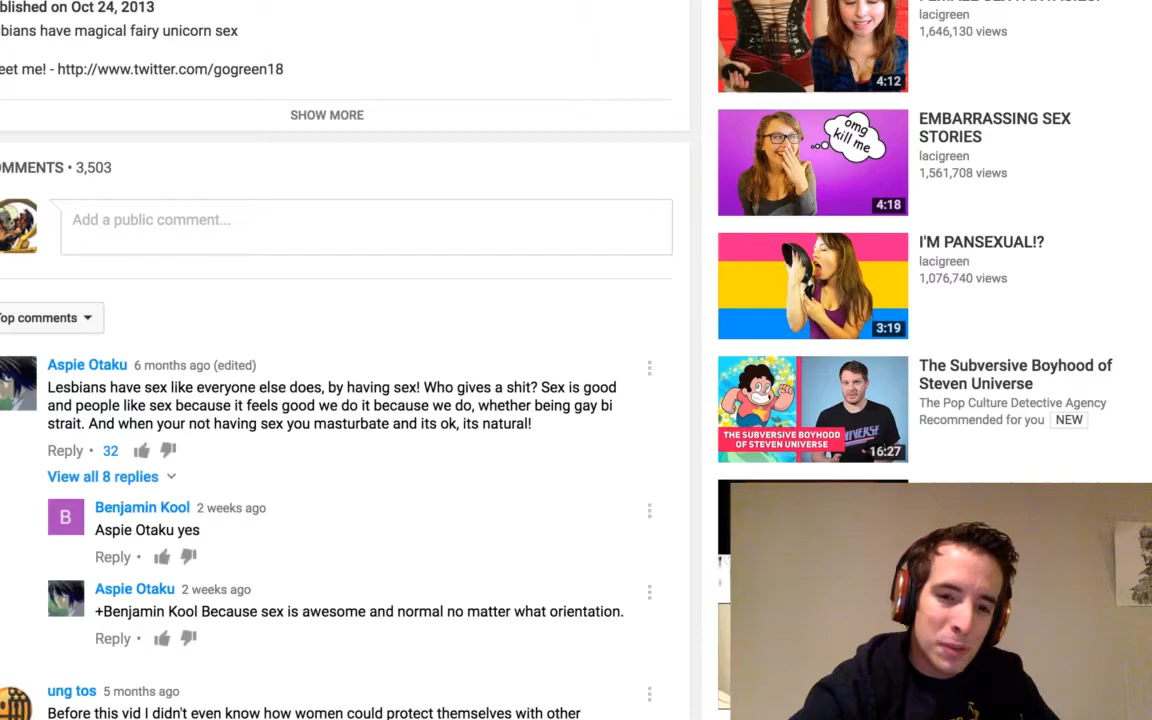 blished on Oct 24, 2013
bians have magical fairy unicorn sex
eet me! - http://www.twitter.com/gogreen18
SHOW MORE
OMMENTS • 3,503
Add a public comment...
op comments
Aspie Otaku 6 months ago (edited)
Lesbians have sex like everyone else does, by having sex! Who gives a shit? Sex is good
and people like sex because it feels good we do it because we do, whether being gay bi
strait. And when your not having sex you masturbate and its ok, its natural!
Reply • 32
View all 8 replies
B
Benjamin Kool 2 weeks ago
Aspie Otaku yes
Reply •
Aspie Otaku 2 weeks ago
+Benjamin Kool Because sex is awesome and normal no matter what orientation.
Reply •
ung tos 5 months ago
Before this vid I didn't even know how women could protect themselves with other
lacigreen
1,646,130 views
4:12
omg
kill me
4:18
EMBARRASSING SEX
STORIES
lacigreen
1,561,708 views
3:19
I'M PANSEXUAL!?
lacigreen
1,076,740 views
THE SUBVERSIVE BOYHOOD
OF STEVEN UNIVERSE
16:27
The Subversive Boyhood of
Steven Universe
The Pop Culture Detective Agency
Recommended for you NEW